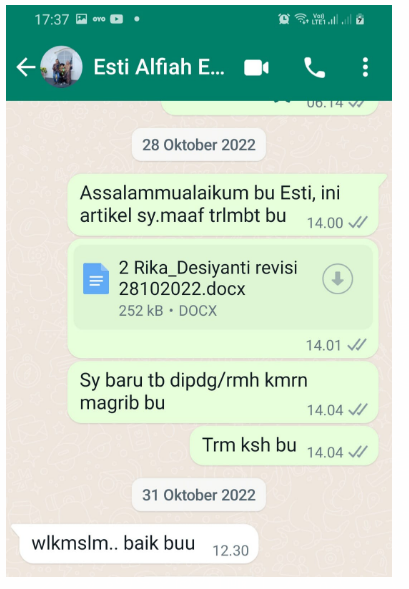 17:37
Esti Alfiah E...
06.14
28 Oktober 2022
Assalammualaikum bu Esti, ini
artikel sy.maaf trlmbt bu 14.00
2 Rika_Desiyanti revisi
28102022.docx
252 kB • DOCX
14.01
Sy baru tb dipdg/rmh kmrn
magrib bu 14.04
Trm ksh bu 14.04
31 Oktober 2022
wlkmslm.. baik buu 12.30